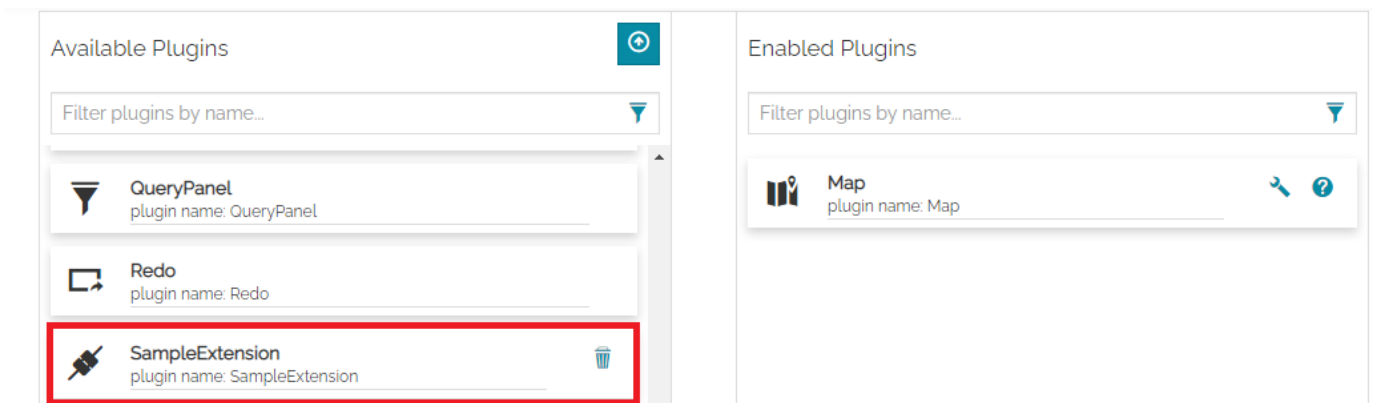 Available Plugins
Filter plugins by name...
QueryPanel
plugin name: QueryPanel
Redo
plugin name: Redo
SampleExtension
plugin name: SampleExtension
Enabled Plugins
Filter plugins by name...
Map
plugin name: Map